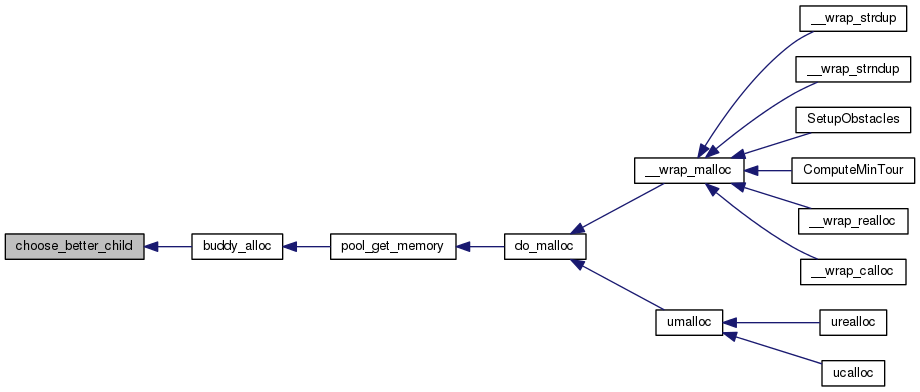 __wrap_strdup
__wrap_strndup
SetupObstacles
__wrap_malloc
ComputeMinTour
__wrap_realloc
choose_better_child
buddy_alloc
pool_get_memory
do_malloc
__wrap_calloc
umalloc
urealloc
ucalloc